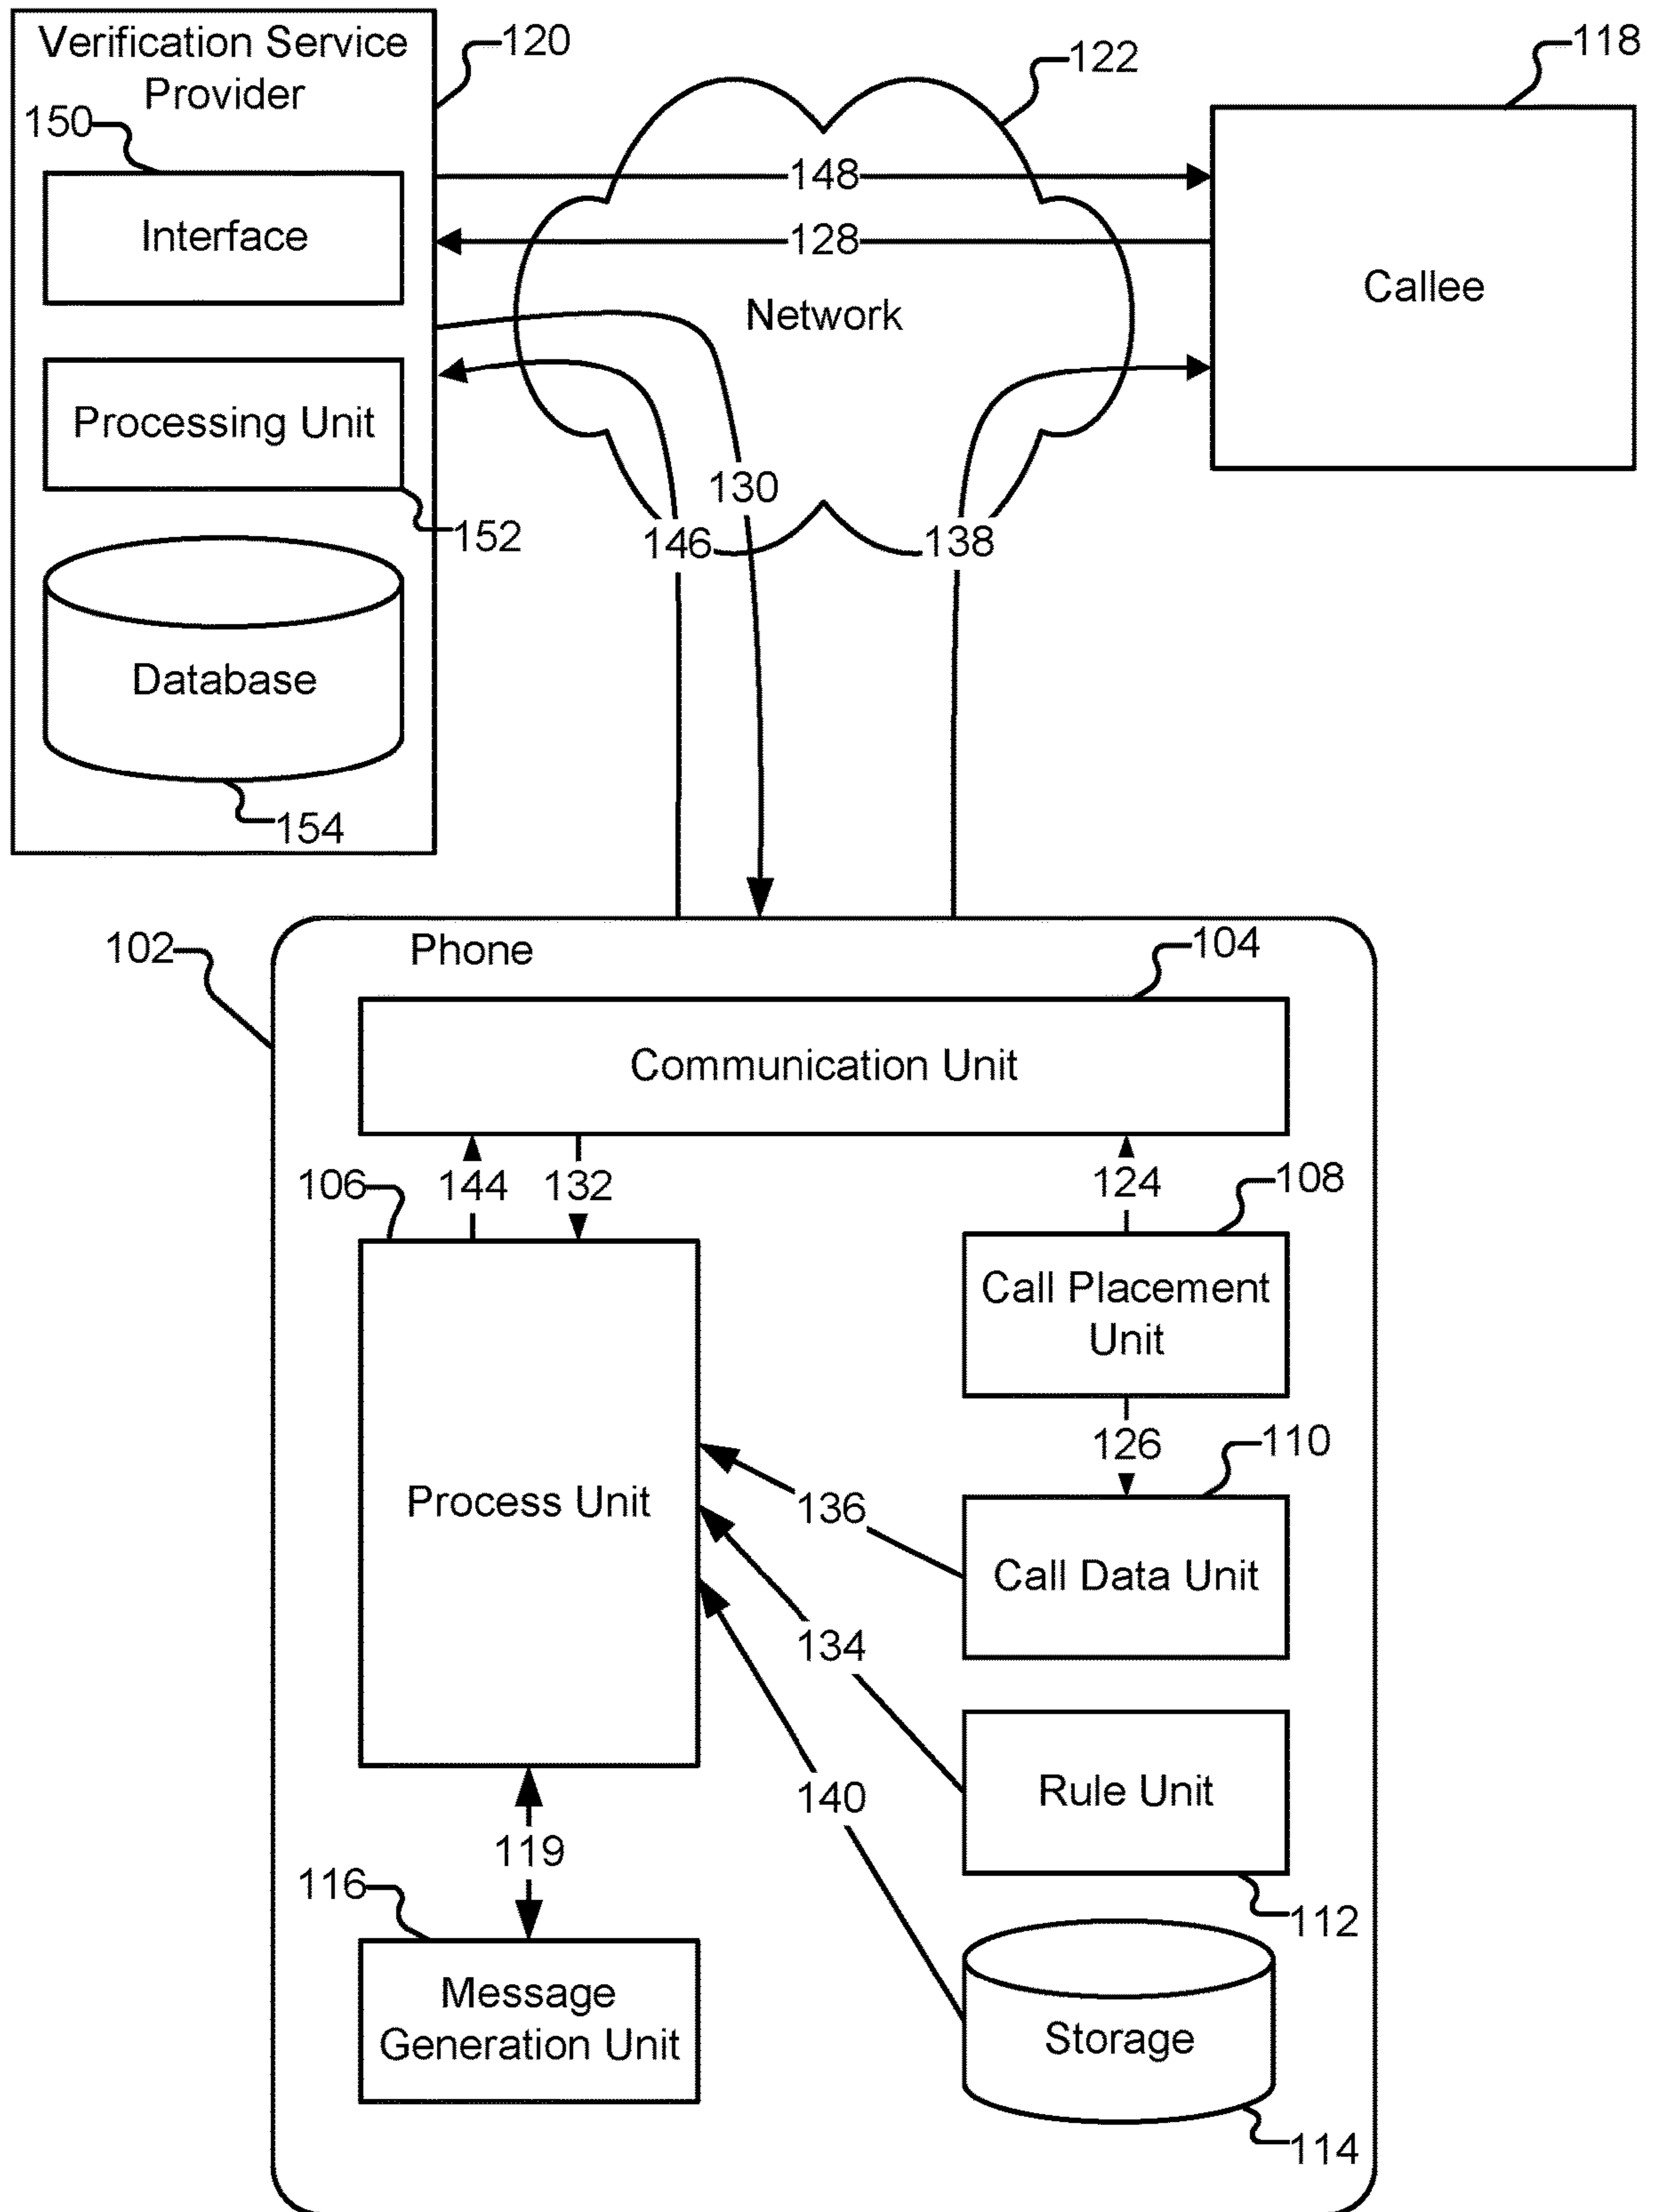 Verification Service
Provider
120
122
118
150
148
Interface
128
Callee
Network
Processing Unit
130
152
146
138
Database
154
102
Phone
104
Communication Unit
106
144
132
124
108
Call Placement
Unit
126
110
Process Unit
136
Call Data Unit
134
140
Rule Unit
119
116
112
Message
Generation Unit
Storage
114